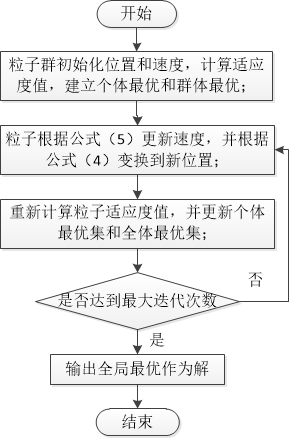 开始
粒子群初始化位置和速度，计算适应
度值，建立个体最优和群体最优；
粒子根据公式（5）更新速度，并根据
公式（4）变换到新位置；
重新计算粒子适应度值，并更新个体
最优集和全体最优集；
是否达到最大迭代次数
否
是
输出全局最优作为解
结束